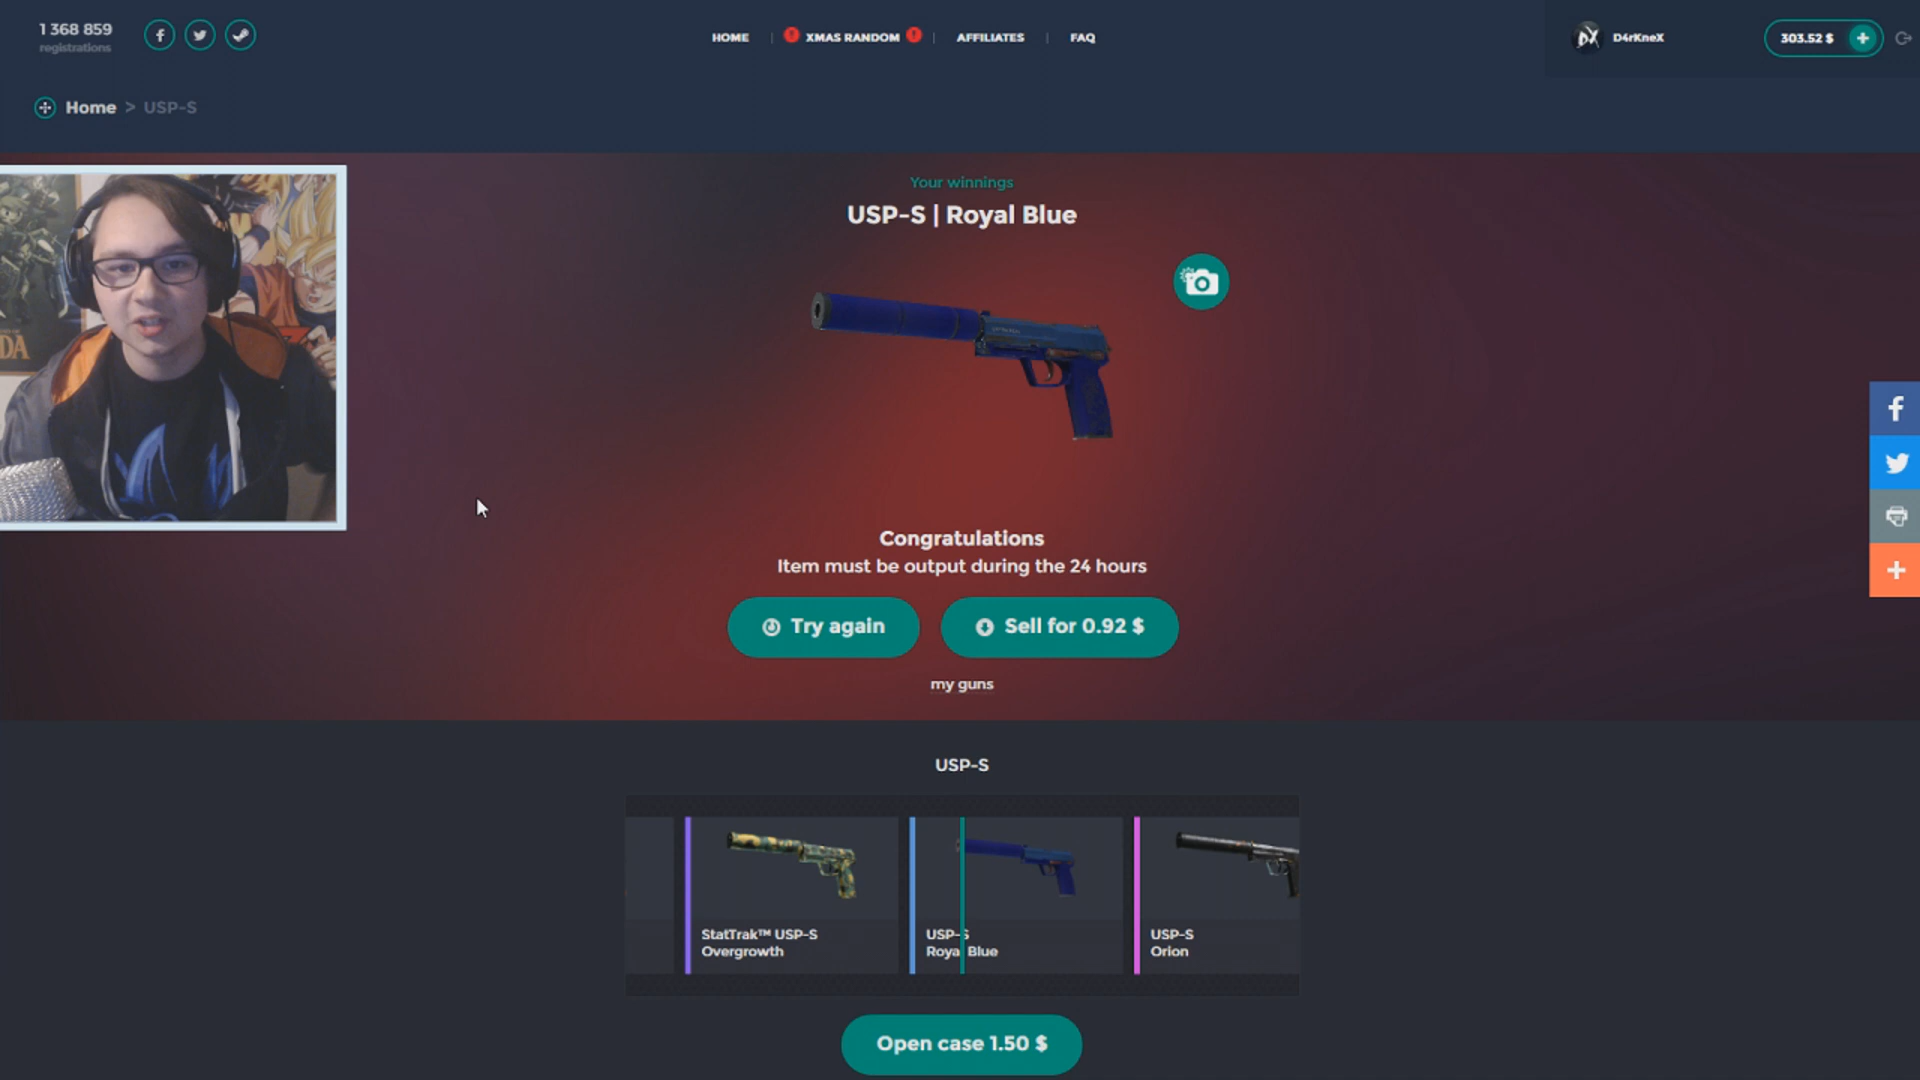 1 368 859
registrations
HOME | XMAS RANDOM | AFFILIATES | FAQ
D4rKneX
303.52 $
Home > USP-S
Your winnings
USP-S | Royal Blue
DA
Congratulations
Item must be output during the 24 hours
Try again
Sell for 0.92 $
my guns
USP-S
StatTrak™ USP-S
Overgrowth
USP-S
Royal Blue
USP-S
Orion
Open case 1.50 $